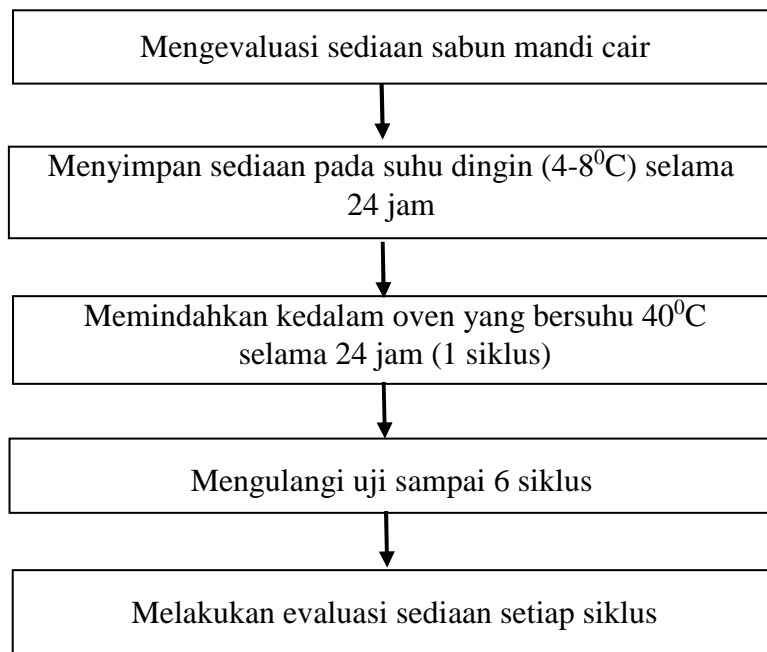 Mengevaluasi sediaan sabun mandi cair
Menyimpan sediaan pada suhu dingin (4-8⁰C) selama
24 jam
Memindahkan kedalam oven yang bersuhu 40⁰C
selama 24 jam (1 siklus)
Mengulangi uji sampai 6 siklus
Melakukan evaluasi sediaan setiap siklus